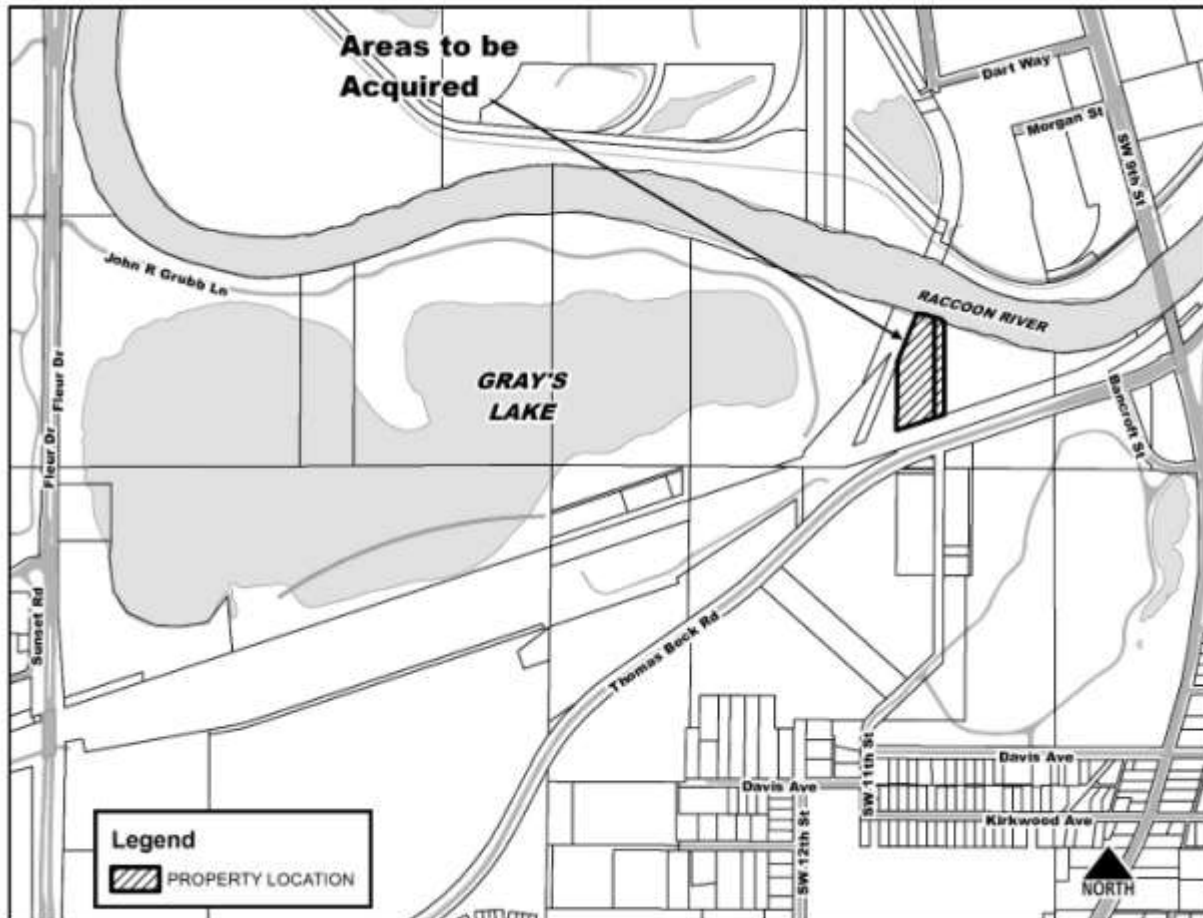 Areas to be
Acquired
Dart Way
Morgan St
SW 9th St
John R Grubb Ln
RACCOON RIVER
Fleur Dr
Fleur Dr
GRAY'S
LAKE
Bancroft St
Sunset Rd
Thomas Beck Rd
SW 11th St
Davis Ave
Davis Ave
SW 12th St
Kirkwood Ave
Legend
PROPERTY LOCATION
NORTH